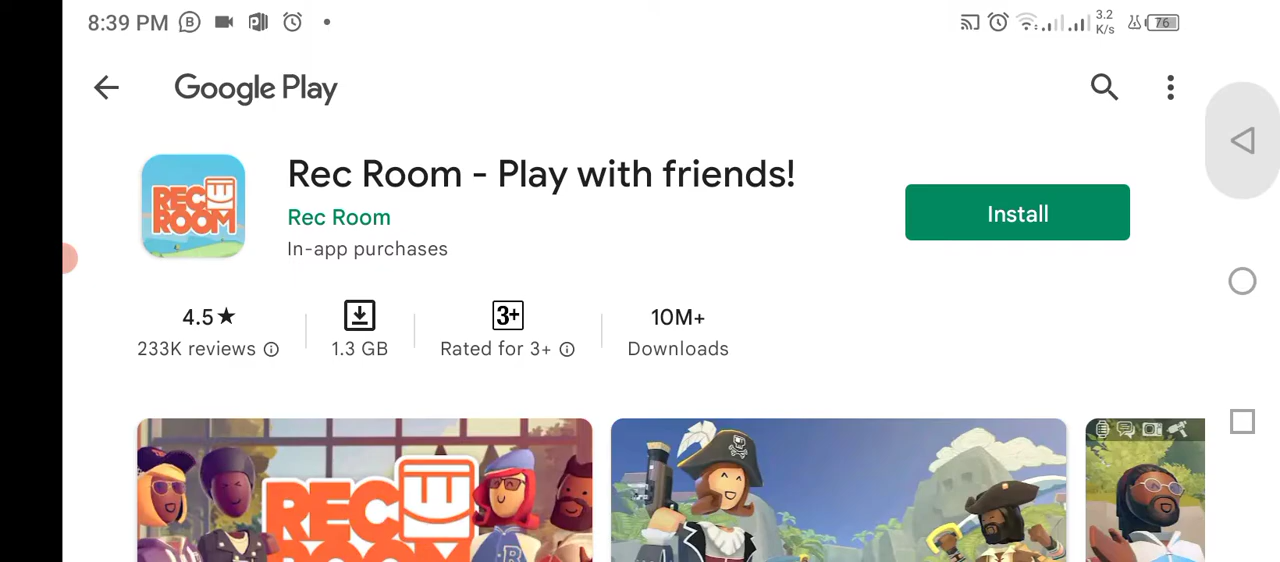 8:39 PM
3.2
K/s
76
Google Play
REC
ROOM
Rec Room - Play with friends!
Rec Room
In-app purchases
Install
4.5★
3+
10M+
233K reviews
1.3 GB
Rated for 3+
Downloads
REC
ROOM
R